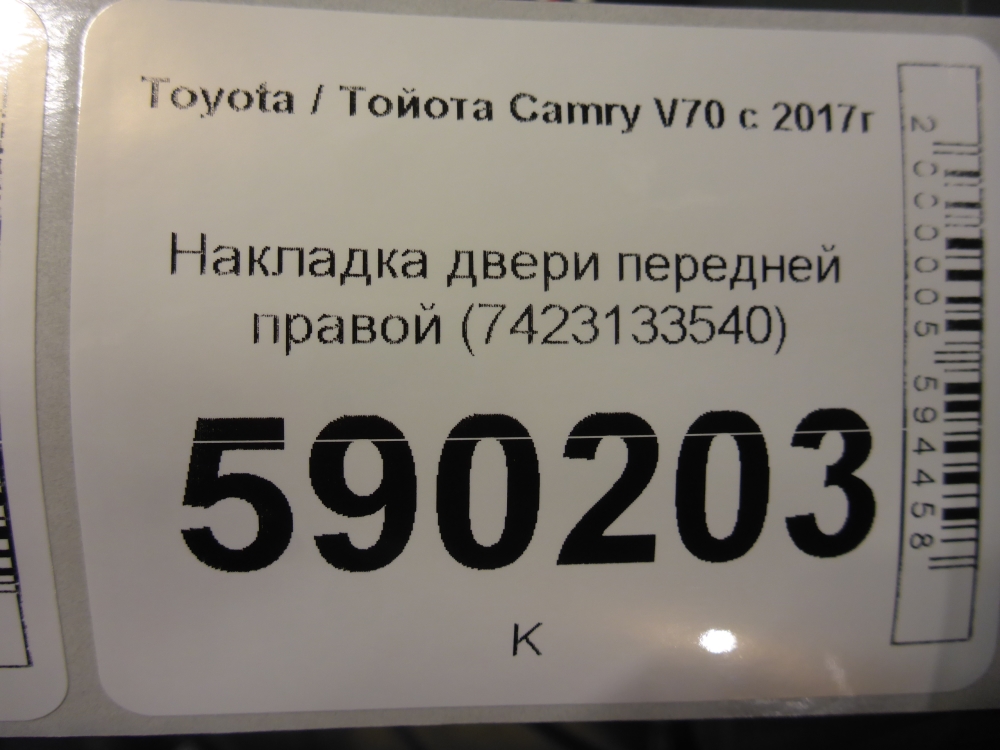 Toyota / Тойота Camry V70 с 2017г
Накладка двери передней
правой (7423133540)
590203
К
2000005594458